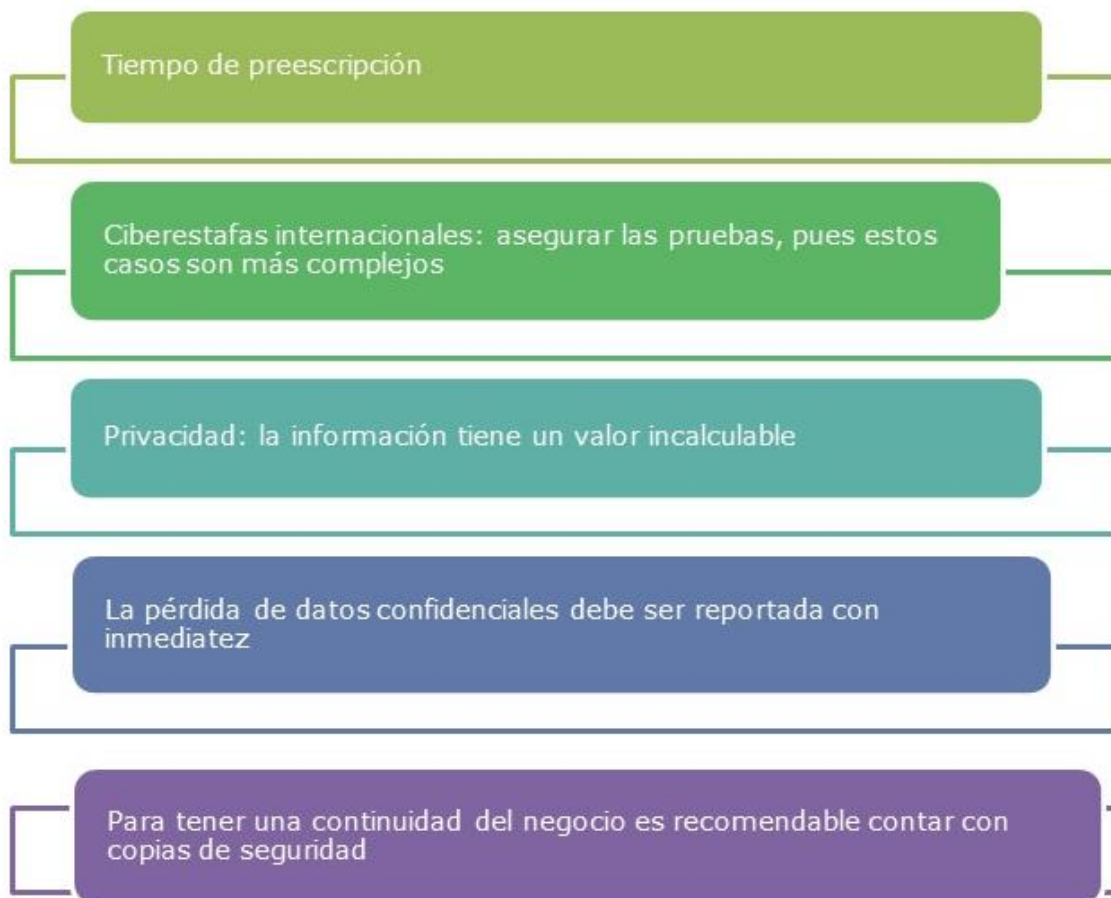 Tiempo de preescripción
Ciberestafas internacionales: asegurar las pruebas, pues estos
casos son más complejos
Privacidad: la información tiene un valor incalculable
La pérdida de datos confidenciales debe ser reportada con
inmediatez
Para tener una continuidad del negocio es recomendable contar con
copias de seguridad